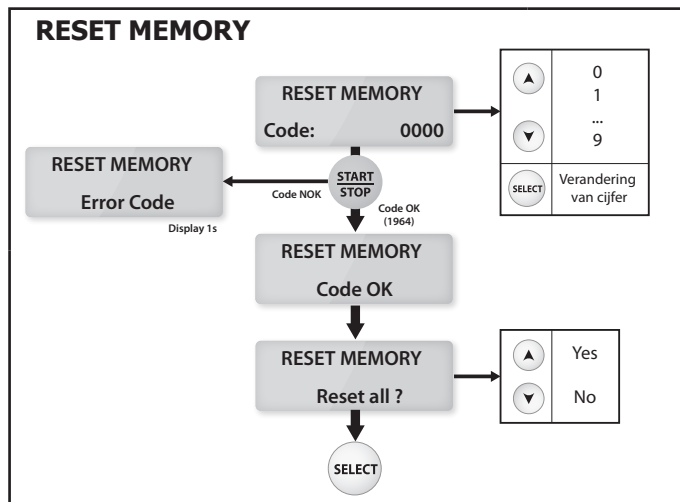 RESET MEMORY
RESET MEMORY
Code: 0000
0
1
...
9
SELECT
Verandering
van cijfer
START
STOP
Code NOK
RESET MEMORY
Error Code
Display 1s
Code OK
(1964)
RESET MEMORY
Code OK
RESET MEMORY
Reset all ?
Yes
No
SELECT